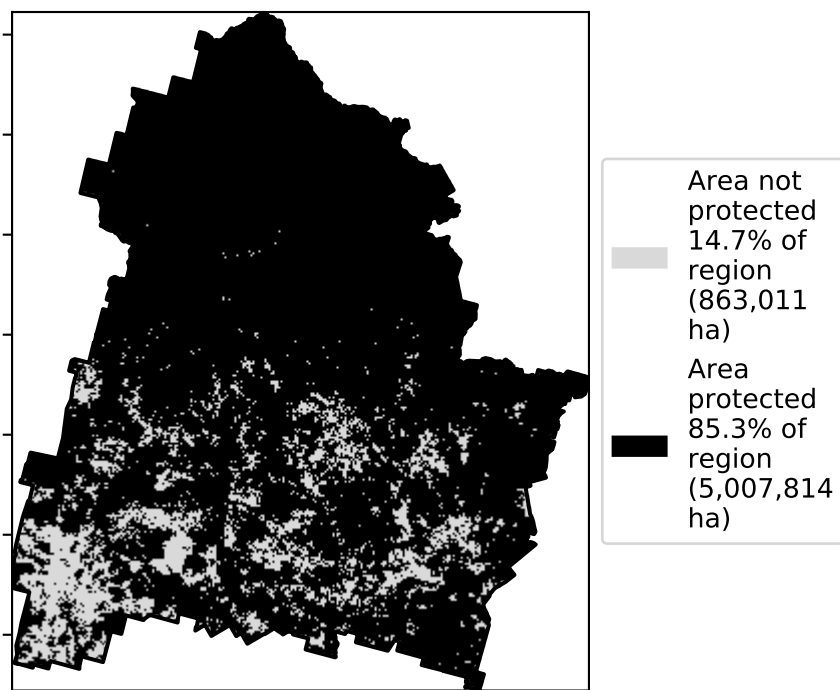 Area not
protected
14.7% of
region
(863,011
ha)
Area
protected
85.3% of
region
(5,007,814
ha)